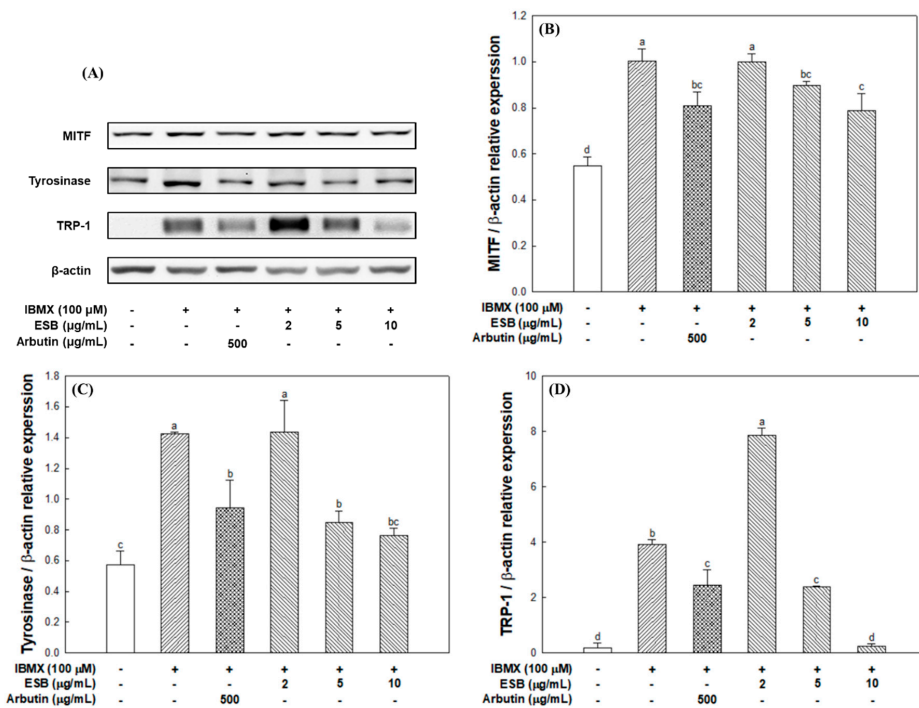 (A)
MITF
Tyrosinase
TRP-1
β-actin
IBMX (100 μM) - + + + + +
ESB (μg/mL) - - - 2 5 10
Arbutin (μg/mL) - - 500 - - -
(B)
MITF / β-actin relative experssion
1.2
1.0
0.8
0.6
0.4
0.2
0.0
d a bc a bc c
IBMX (100 μM) - + + + + +
ESB (μg/mL) - - - 2 5 10
Arbutin (μg/mL) - - 500 - - -
(C)
Tyrosinase / β-actin relative experssion
1.8
1.6
1.4
1.2
1.0
0.8
0.6
0.4
0.2
0.0
c a b a b bc
IBMX (100 μM) - + + + + +
ESB (μg/mL) - - - 2 5 10
Arbutin (μg/mL) - - 500 - - -
(D)
TRP-1 / β-actin relative experssion
10
8
6
4
2
0
d b c a c d
IBMX (100 μM) - + + + + +
ESB (μg/mL) - - - 2 5 10
Arbutin (μg/mL) - - 500 - - -